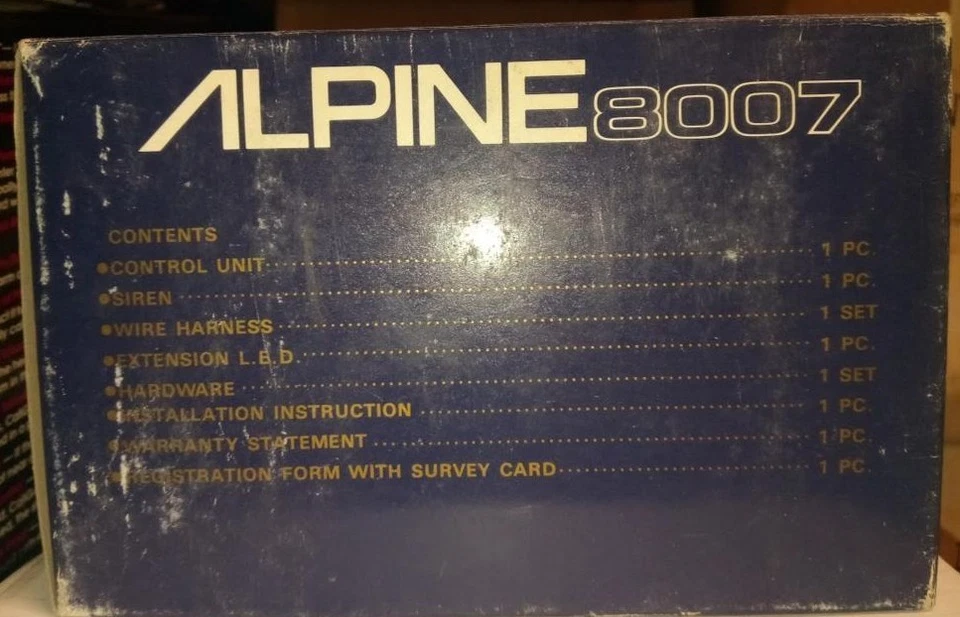 ALPINE 8007
CONTENTS
•CONTROL UNIT 1 PC.
•SIREN 1 PC.
•WIRE HARNESS 1 SET
•EXTENSION L.E.D. 1 PC.
•HARDWARE 1 SET
•INSTALLATION INSTRUCTION 1 PC.
•WARRANTY STATEMENT 1 PC.
•REGISTRATION FORM WITH SURVEY CARD 1 PC.